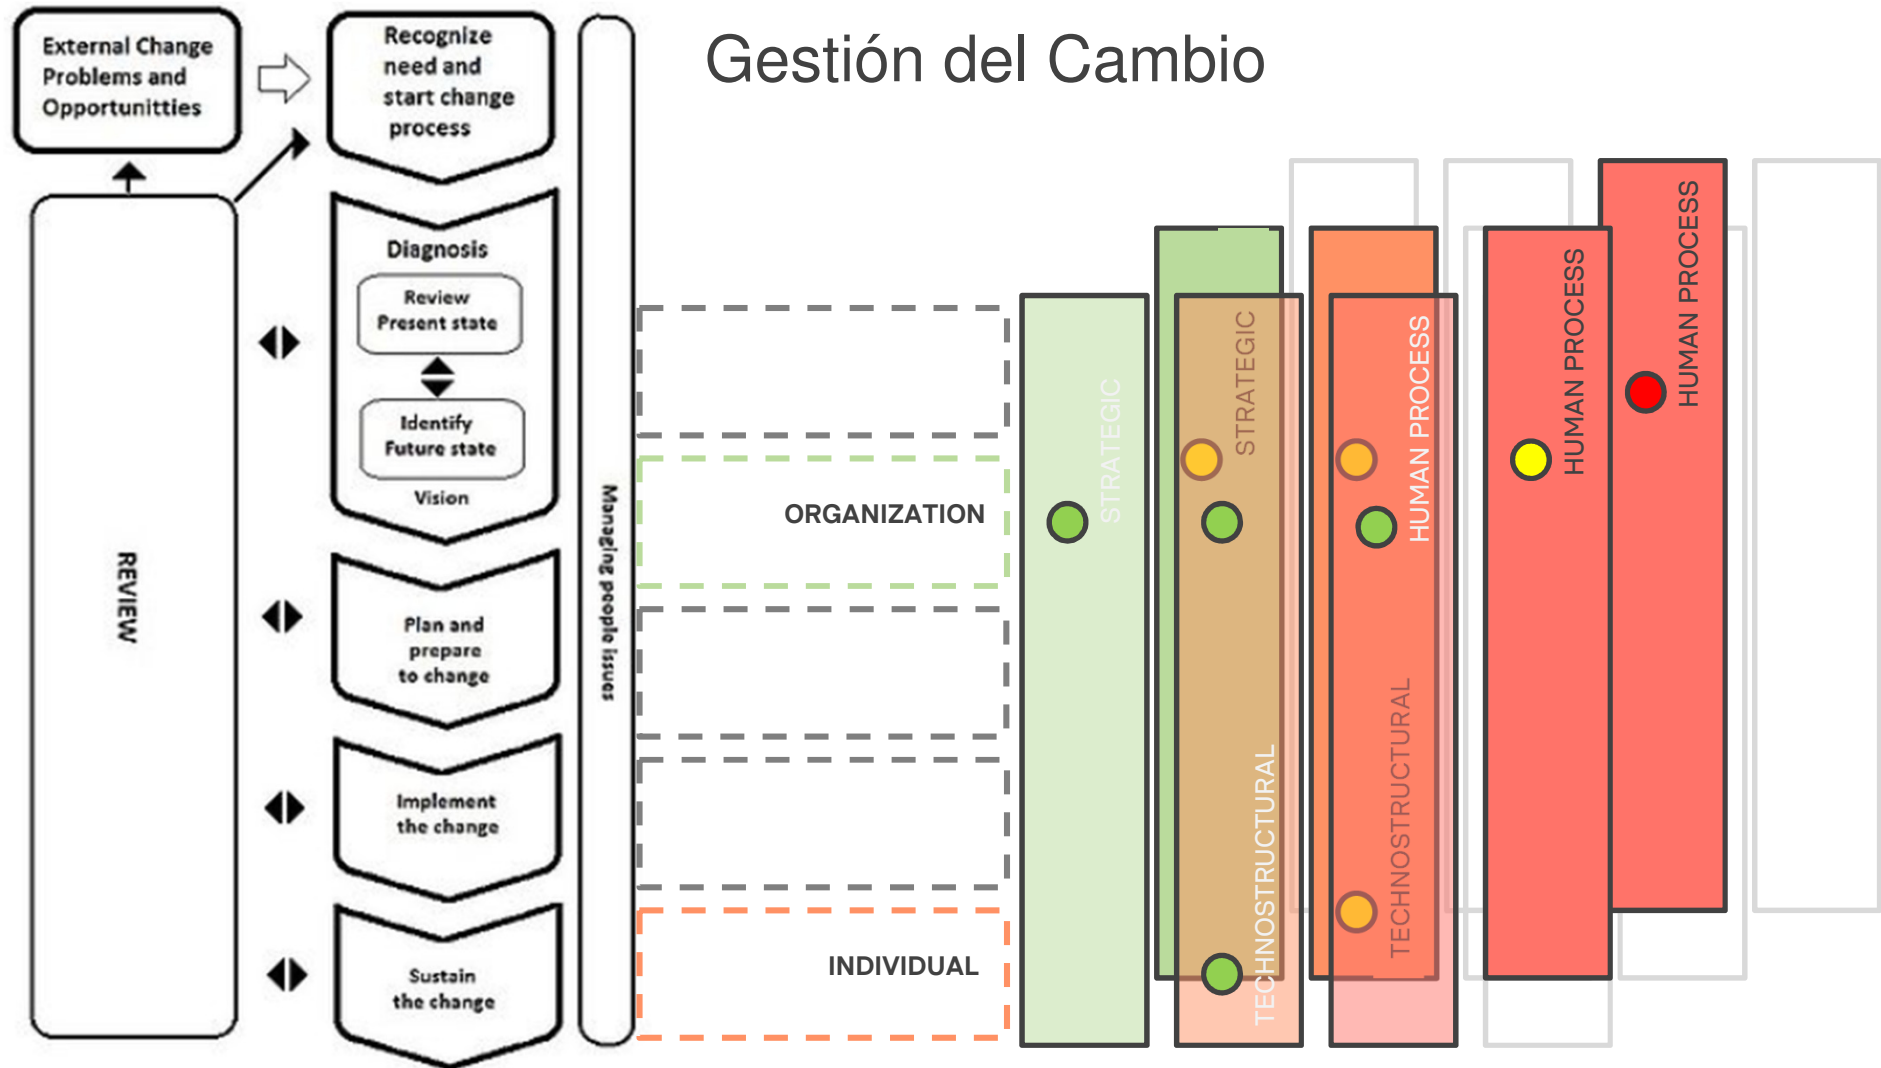 Gestión del Cambio
External Change
Problems and
Opportunitties
Recognize
need and
start change
process
Diagnosis
Review
Present state
Identify
Future state
Vision
Plan and
prepare
to change
Implement
the change
Sustain
the change
REVIEW
Managing people issues
ORGANIZATION
INDIVIDUAL
STRATEGIC
STRATEGIC
TECHNOSTRUCTURAL
HUMAN PROCESS
TECHNOSTRUCTURAL
HUMAN PROCESS
HUMAN PROCESS